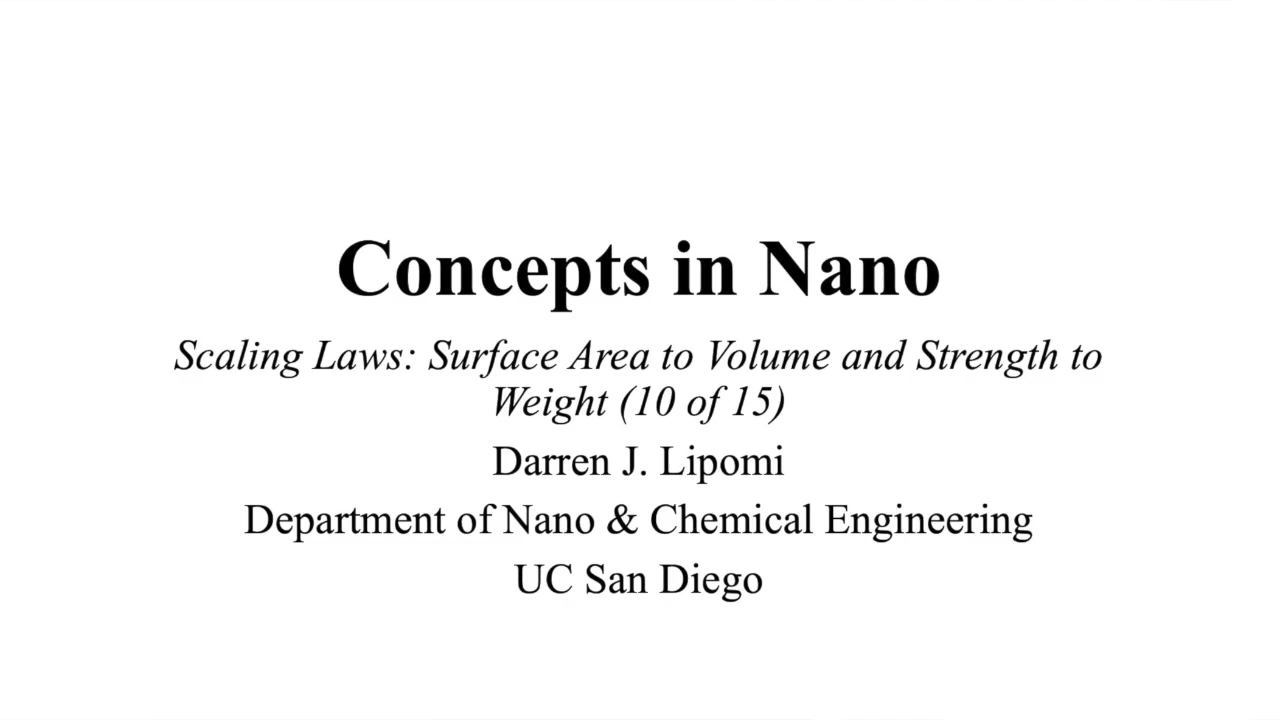 Concepts in Nano
Scaling Laws: Surface Area to Volume and Strength to
Weight (10 of 15)
Darren J. Lipomi
Department of Nano & Chemical Engineering
UC San Diego